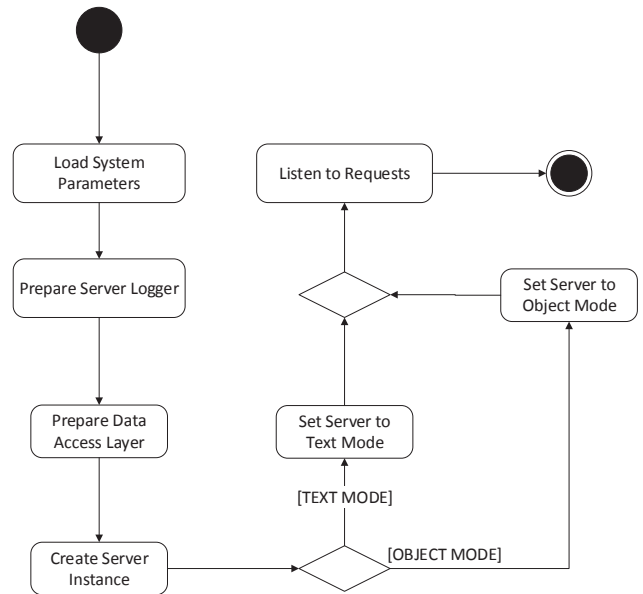 Load System
Parameters
Prepare Server Logger
Prepare Data
Access Layer
Create Server
Instance
[OBJECT MODE]
[TEXT MODE]
Set Server to
Text Mode
Set Server to
Object Mode
Listen to Requests